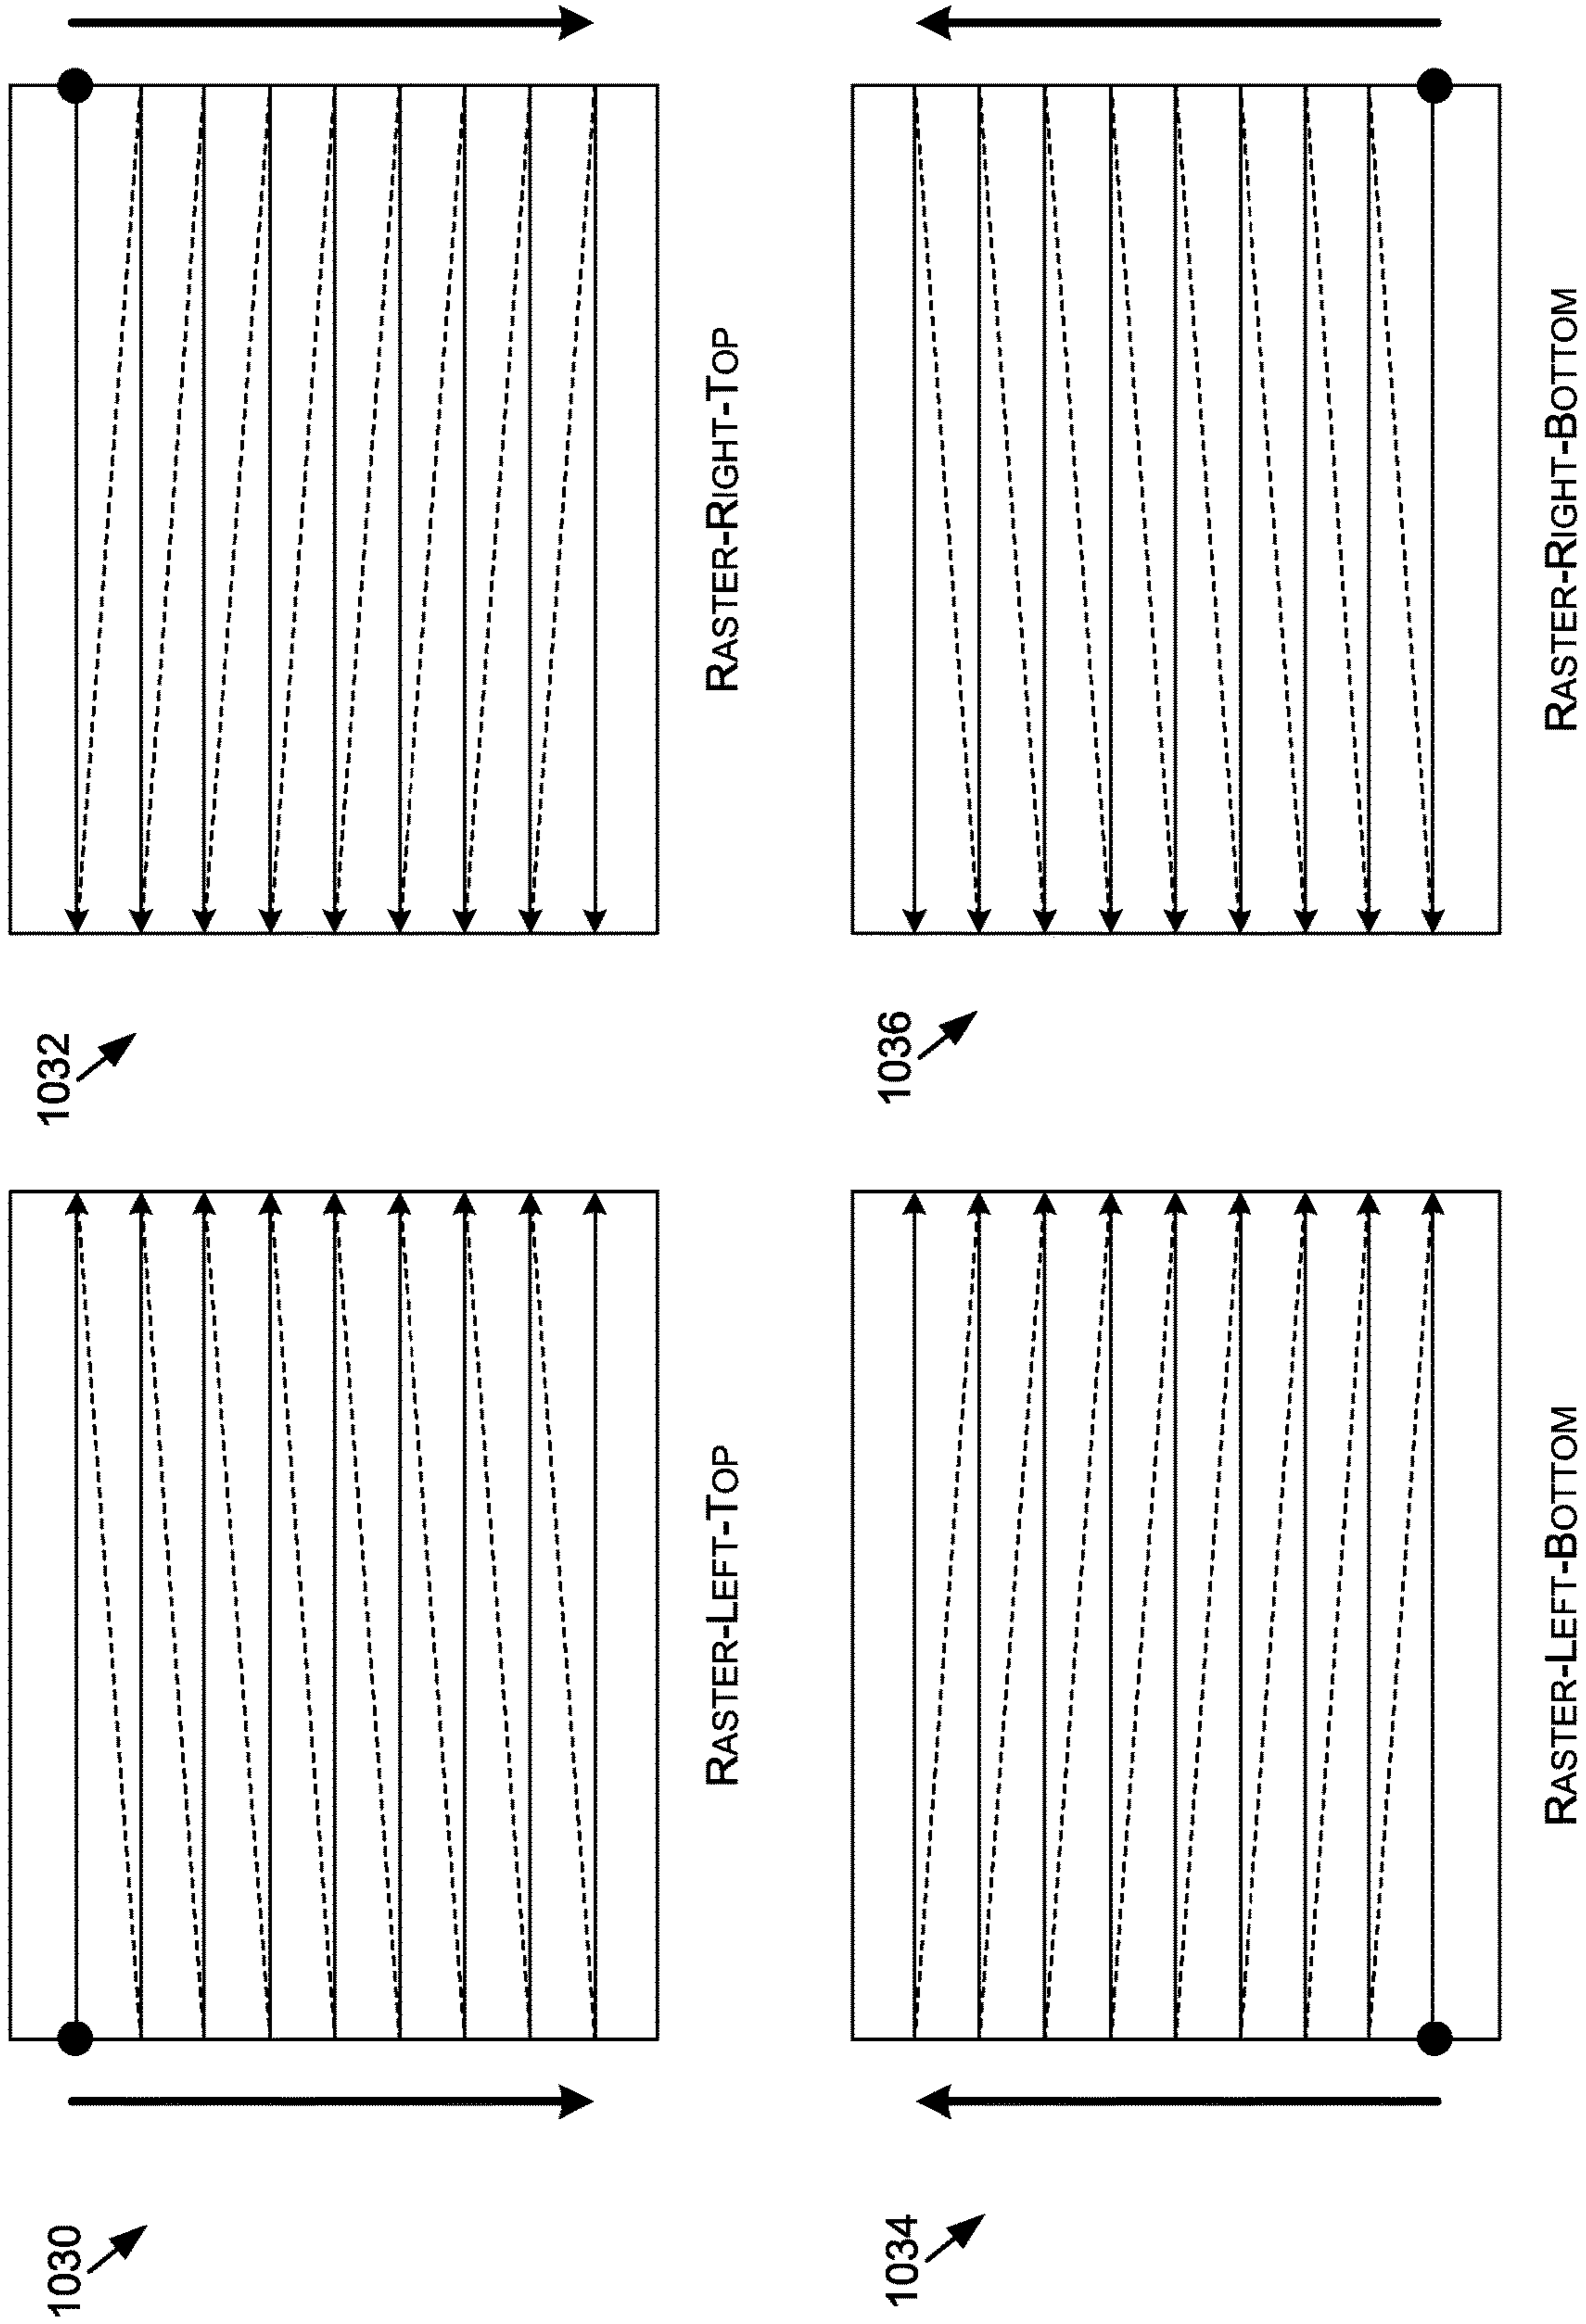 1030
RASTER-LEFT-TOP
1032
RASTER-RIGHT-TOP
1034
RASTER-LEFT-BOTTOM
1036
RASTER-RIGHT-BOTTOM